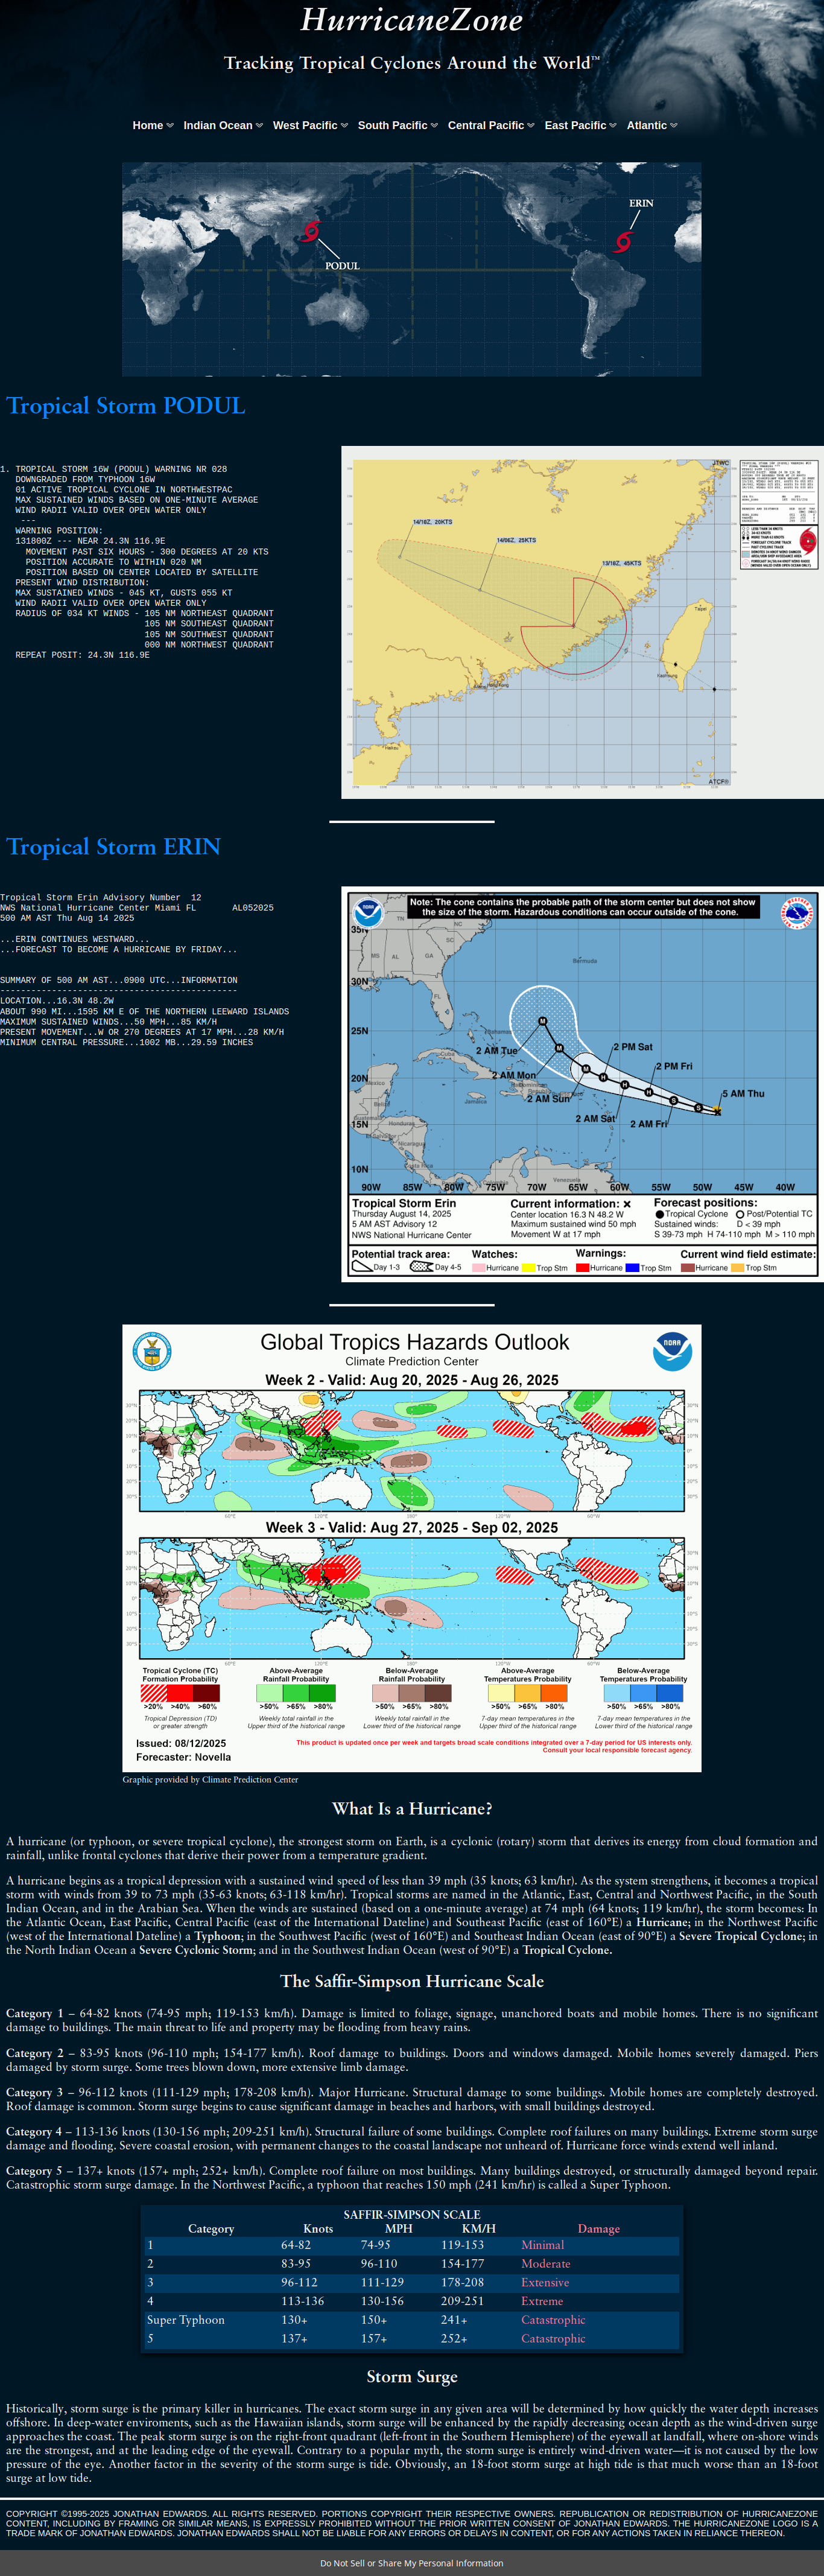 HurricaneZone
Tracking Tropical Cyclones Around the World™
Home Indian Ocean West Pacific South Pacific Central Pacific East Pacific Atlantic
ERIN
PODUL
Tropical Storm PODUL
1. TROPICAL STORM 16W (PODUL) WARNING NR 028
DOWNGRADED FROM TYPHOON 16W
01 ACTIVE TROPICAL CYCLONE IN NORTHWESTPAC
MAX SUSTAINED WINDS BASED ON ONE-MINUTE AVERAGE
WIND RADII VALID OVER OPEN WATER ONLY
---
WARNING POSITION:
131800Z --- NEAR 24.3N 116.9E
MOVEMENT PAST SIX HOURS - 300 DEGREES AT 20 KTS
POSITION ACCURATE TO WITHIN 020 NM
POSITION BASED ON CENTER LOCATED BY SATELLITE
PRESENT WIND DISTRIBUTION:
MAX SUSTAINED WINDS - 045 KT, GUSTS 055 KT
WIND RADII VALID OVER OPEN WATER ONLY
RADIUS OF 034 KT WINDS - 105 NM NORTHEAST QUADRANT
105 NM SOUTHEAST QUADRANT
105 NM SOUTHWEST QUADRANT
000 NM NORTHWEST QUADRANT
REPEAT POSIT: 24.3N 116.9E
JTWC
14/18Z, 20KTS
14/06Z, 25KTS
13/18Z, 45KTS
Taipei
Hong Kong
ATCF®
Tropical Storm ERIN
Tropical Storm Erin Advisory Number 12
NWS National Hurricane Center Miami FL AL052025
500 AM AST Thu Aug 14 2025
...ERIN CONTINUES WESTWARD...
...FORECAST TO BECOME A HURRICANE BY FRIDAY...
SUMMARY OF 500 AM AST...0900 UTC...INFORMATION
----------------------------------------------
LOCATION...16.3N 48.2W
ABOUT 990 MI...1595 KM E OF THE NORTHERN LEEWARD ISLANDS
MAXIMUM SUSTAINED WINDS...50 MPH...85 KM/H
PRESENT MOVEMENT...W OR 270 DEGREES AT 17 MPH...28 KM/H
MINIMUM CENTRAL PRESSURE...1002 MB...29.59 INCHES
Note: The cone contains the probable path of the storm center but does not show
the size of the storm. Hazardous conditions can occur outside of the cone.
NOAA
TN
NC
35N
SC
MS AL GA
Bermuda
30N
FL
M
25N
M
2 AM Tue
2 PM Sat
Cuba
M
2 PM Fri
20N
2 AM Mon
H
H
H
5 AM Thu
Jamaica
2 AM Sun
S
S
2 AM Sat
2 AM Fri
15N
Honduras
Nicaragua
10N
Venezuela
90W 85W 80W 75W 70W 65W 60W 55W 50W 45W 40W
Tropical Storm Erin
Thursday August 14, 2025
5 AM AST Advisory 12
NWS National Hurricane Center
Current information: x
Center location 16.3 N 48.2 W
Maximum sustained wind 50 mph
Movement W at 17 mph
Forecast positions:
Tropical Cyclone Post/Potential TC
Sustained winds: D < 39 mph
S 39-73 mph H 74-110 mph M > 110 mph
Potential track area:
Day 1-3 Day 4-5
Watches:
Hurricane Trop Stm
Warnings:
Hurricane Trop Stm
Current wind field estimate:
Hurricane Trop Stm
Global Tropics Hazards Outlook
Climate Prediction Center
NOAA
Week 2 - Valid: Aug 20, 2025 - Aug 26, 2025
30°N
20°N
10°N
0°
10°S
20°S
30°S
60°E 120°E 180° 120°W 60°W
Week 3 - Valid: Aug 27, 2025 - Sep 02, 2025
30°N
20°N
10°N
0°
10°S
20°S
30°S
60°E 120°E 180° 120°W 60°W
Tropical Cyclone (TC)
Formation Probability
>20% >40% >60%
Tropical Depression (TD)
or greater strength
Above-Average
Rainfall Probability
>50% >65% >80%
Weekly total rainfall in the
Upper third of the historical range
Below-Average
Rainfall Probability
>50% >65% >80%
Weekly total rainfall in the
Lower third of the historical range
Above-Average
Temperatures Probability
>50% >65% >80%
7-day mean temperatures in the
Upper third of the historical range
Below-Average
Temperatures Probability
>50% >65% >80%
7-day mean temperatures in the
Lower third of the historical range
Issued: 08/12/2025
Forecaster: Novella
This product is updated once per week and targets broad scale conditions integrated over a 7-day period for US interests only.
Consult your local responsible forecast agency.
Graphic provided by Climate Prediction Center
What Is a Hurricane?
A hurricane (or typhoon, or severe tropical cyclone), the strongest storm on Earth, is a cyclonic (rotary) storm that derives its energy from cloud formation and
rainfall, unlike frontal cyclones that derive their power from a temperature gradient.
A hurricane begins as a tropical depression with a sustained wind speed of less than 39 mph (35 knots; 63 km/hr). As the system strengthens, it becomes a tropical
storm with winds from 39 to 73 mph (35-63 knots; 63-118 km/hr). Tropical storms are named in the Atlantic, East, Central and Northwest Pacific, in the South
Indian Ocean, and in the Arabian Sea. When the winds are sustained (based on a one-minute average) at 74 mph (64 knots; 119 km/hr), the storm becomes: In
the Atlantic Ocean, East Pacific, Central Pacific (east of the International Dateline) and Southeast Pacific (east of 160°E) a Hurricane; in the Northwest Pacific
(west of the International Dateline) a Typhoon; in the Southwest Pacific (west of 160°E) and Southeast Indian Ocean (east of 90°E) a Severe Tropical Cyclone; in
the North Indian Ocean a Severe Cyclonic Storm; and in the Southwest Indian Ocean (west of 90°E) a Tropical Cyclone.
The Saffir-Simpson Hurricane Scale
Category 1 – 64-82 knots (74-95 mph; 119-153 km/h). Damage is limited to foliage, signage, unanchored boats and mobile homes. There is no significant
damage to buildings. The main threat to life and property may be flooding from heavy rains.
Category 2 – 83-95 knots (96-110 mph; 154-177 km/h). Roof damage to buildings. Doors and windows damaged. Mobile homes severely damaged. Piers
damaged by storm surge. Some trees blown down, more extensive limb damage.
Category 3 – 96-112 knots (111-129 mph; 178-208 km/h). Major Hurricane. Structural damage to some buildings. Mobile homes are completely destroyed.
Roof damage is common. Storm surge begins to cause significant damage in beaches and harbors, with small buildings destroyed.
Category 4 – 113-136 knots (130-156 mph; 209-251 km/h). Structural failure of some buildings. Complete roof failures on many buildings. Extreme storm surge
damage and flooding. Severe coastal erosion, with permanent changes to the coastal landscape not unheard of. Hurricane force winds extend well inland.
Category 5 – 137+ knots (157+ mph; 252+ km/h). Complete roof failure on most buildings. Many buildings destroyed, or structurally damaged beyond repair.
Catastrophic storm surge damage. In the Northwest Pacific, a typhoon that reaches 150 mph (241 km/hr) is called a Super Typhoon.
SAFFIR-SIMPSON SCALE
Category Knots MPH KM/H Damage
1 64-82 74-95 119-153 Minimal
2 83-95 96-110 154-177 Moderate
3 96-112 111-129 178-208 Extensive
4 113-136 130-156 209-251 Extreme
Super Typhoon 130+ 150+ 241+ Catastrophic
5 137+ 157+ 252+ Catastrophic
Storm Surge
Historically, storm surge is the primary killer in hurricanes. The exact storm surge in any given area will be determined by how quickly the water depth increases
offshore. In deep-water enviroments, such as the Hawaiian islands, storm surge will be enhanced by the rapidly decreasing ocean depth as the wind-driven surge
approaches the coast. The peak storm surge is on the right-front quadrant (left-front in the Southern Hemisphere) of the eyewall at landfall, where on-shore winds
are the strongest, and at the leading edge of the eyewall. Contrary to a popular myth, the storm surge is entirely wind-driven water—it is not caused by the low
pressure of the eye. Another factor in the severity of the storm surge is tide. Obviously, an 18-foot storm surge at high tide is that much worse than an 18-foot
surge at low tide.
COPYRIGHT ©1995-2025 JONATHAN EDWARDS. ALL RIGHTS RESERVED. PORTIONS COPYRIGHT THEIR RESPECTIVE OWNERS. REPUBLICATION OR REDISTRIBUTION OF HURRICANEZONE
CONTENT, INCLUDING BY FRAMING OR SIMILAR MEANS, IS EXPRESSLY PROHIBITED WITHOUT THE PRIOR WRITTEN CONSENT OF JONATHAN EDWARDS. THE HURRICANEZONE LOGO IS A
TRADE MARK OF JONATHAN EDWARDS. JONATHAN EDWARDS SHALL NOT BE LIABLE FOR ANY ERRORS OR DELAYS IN CONTENT, OR FOR ANY ACTIONS TAKEN IN RELIANCE THEREON.
Do Not Sell or Share My Personal Information